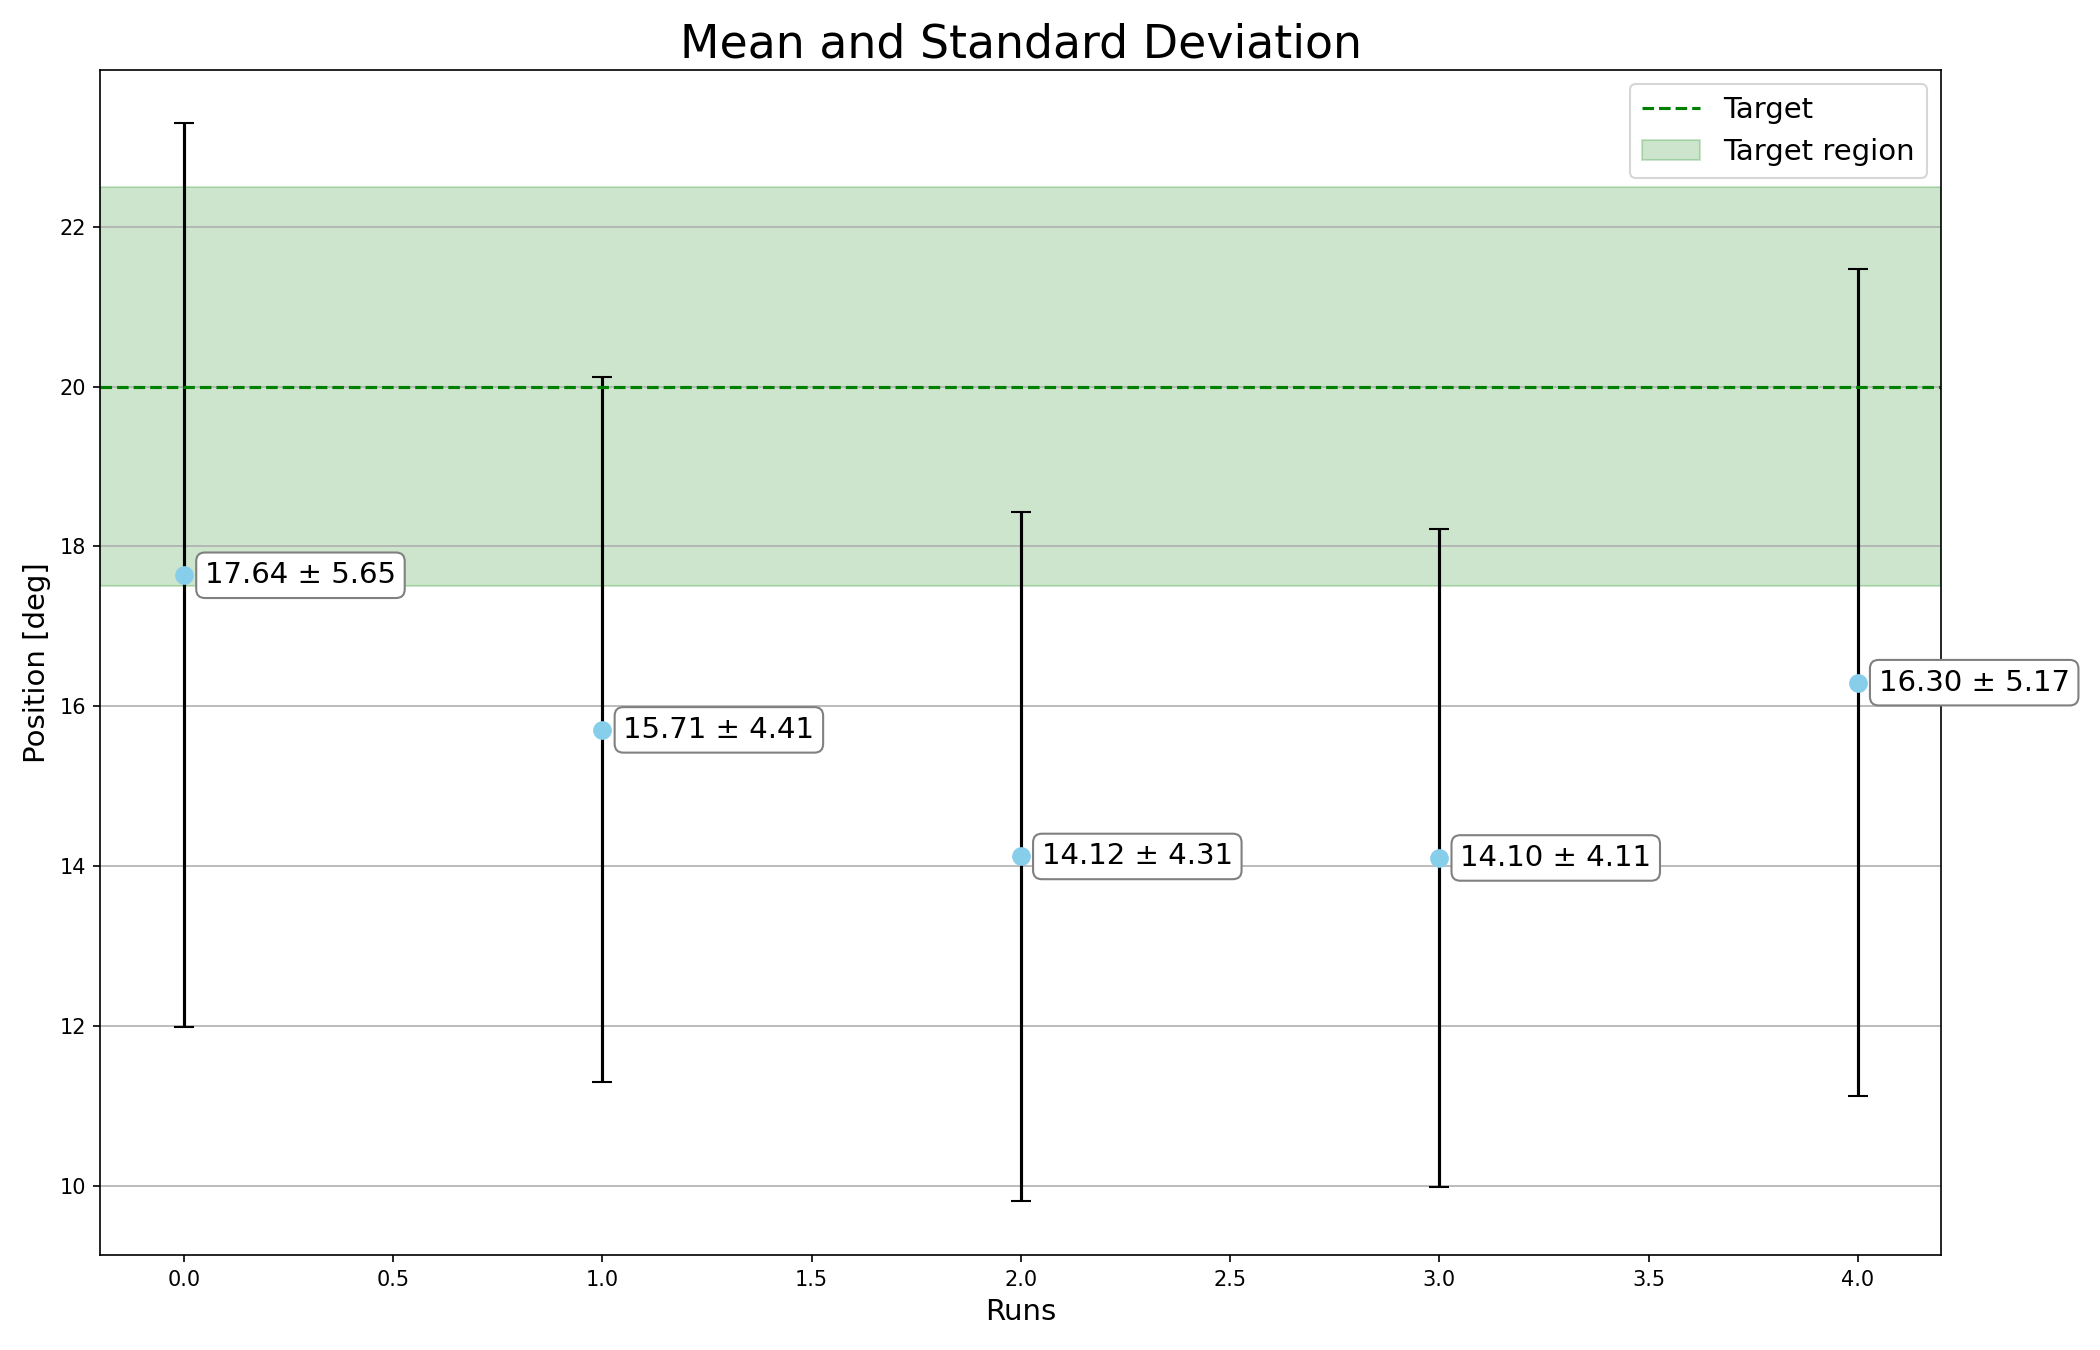 Mean and Standard Deviation
Target
Target region
Position [deg]
22
20
18
16
14
12
10
17.64 ± 5.65
15.71 ± 4.41
14.12 ± 4.31
14.10 ± 4.11
16.30 ± 5.17
0.0 0.5 1.0 1.5 2.0 2.5 3.0 3.5 4.0
Runs